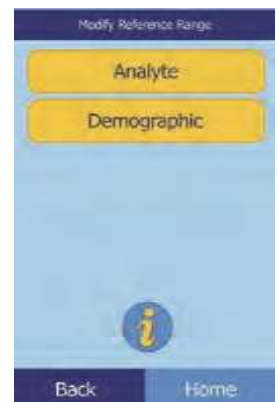 Modify Reference Range
Analyte
Demographic
i
Back
Home